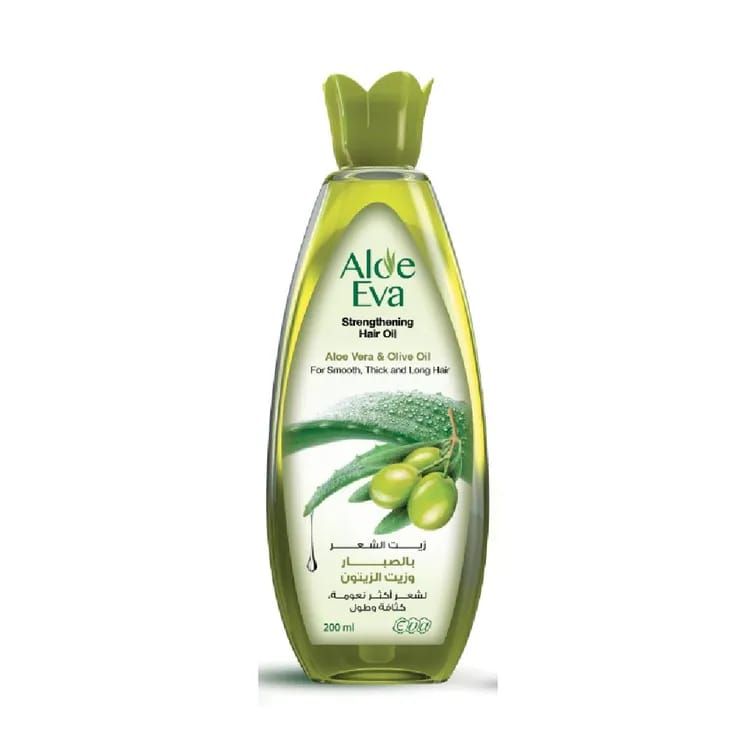 Aloe
Eva
Strengthening
Hair Oil
Aloe Vera & Olive Oil
For Smooth, Thick and Long Hair
زيت الشعر
بالصبار
وزيت الزيتون
لشعر أكثر نعومة،
كثافة وطول
200 ml
eva